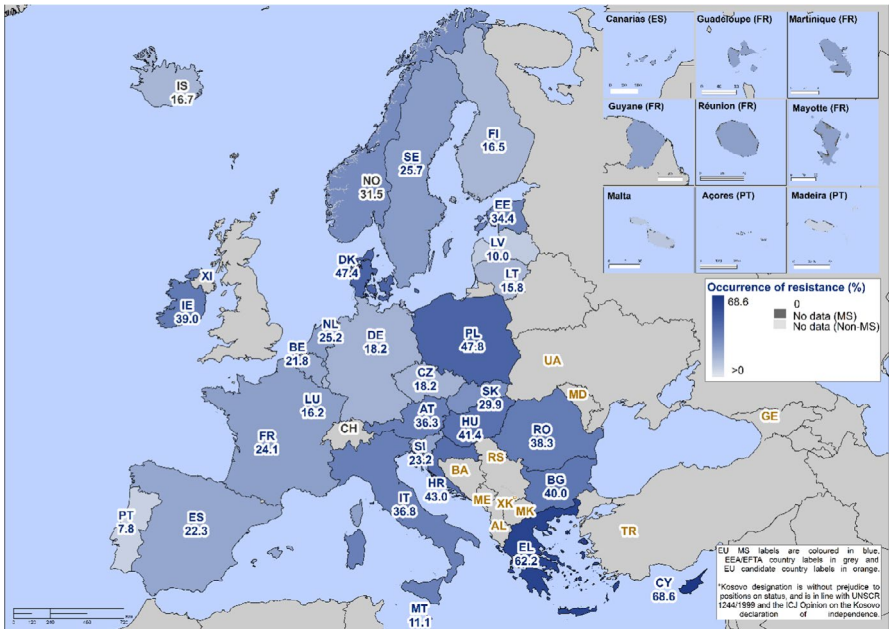 Canarias (ES)
Guadeloupe (FR)
Martinique (FR)
Guyane (FR)
Réunion (FR)
Mayotte (FR)
Malta
Açores (PT)
Madeira (PT)
IS
16.7
FI
16.5
SE
25.7
NO
31.5
EE
34.4
LV
10.0
LT
15.8
DK
47.4
XI
IE
39.0
NL
25.2
BE
21.8
DE
18.2
PL
47.8
LU
16.2
CZ
18.2
SK
29.9
UA
MD
GE
CH
AT
36.3
HU
41.4
RO
38.3
FR
24.1
SI
23.2
HR
43.0
BA
RS
BG
40.0
ME
XK
MK
AL
IT
36.8
PT
7.8
ES
22.3
EL
62.2
TR
CY
68.6
MT
11.1
Occurrence of resistance (%)
68.6
>0
0
No data (MS)
No data (Non-MS)
EU MS labels are coloured in blue,
EEA/EFTA country labels in grey and
EU candidate country labels in orange.
*Kosovo designation is without prejudice to
positions on status, and is in line with UNSCR
1244/1999 and the ICJ Opinion on the Kosovo
declaration of independence.